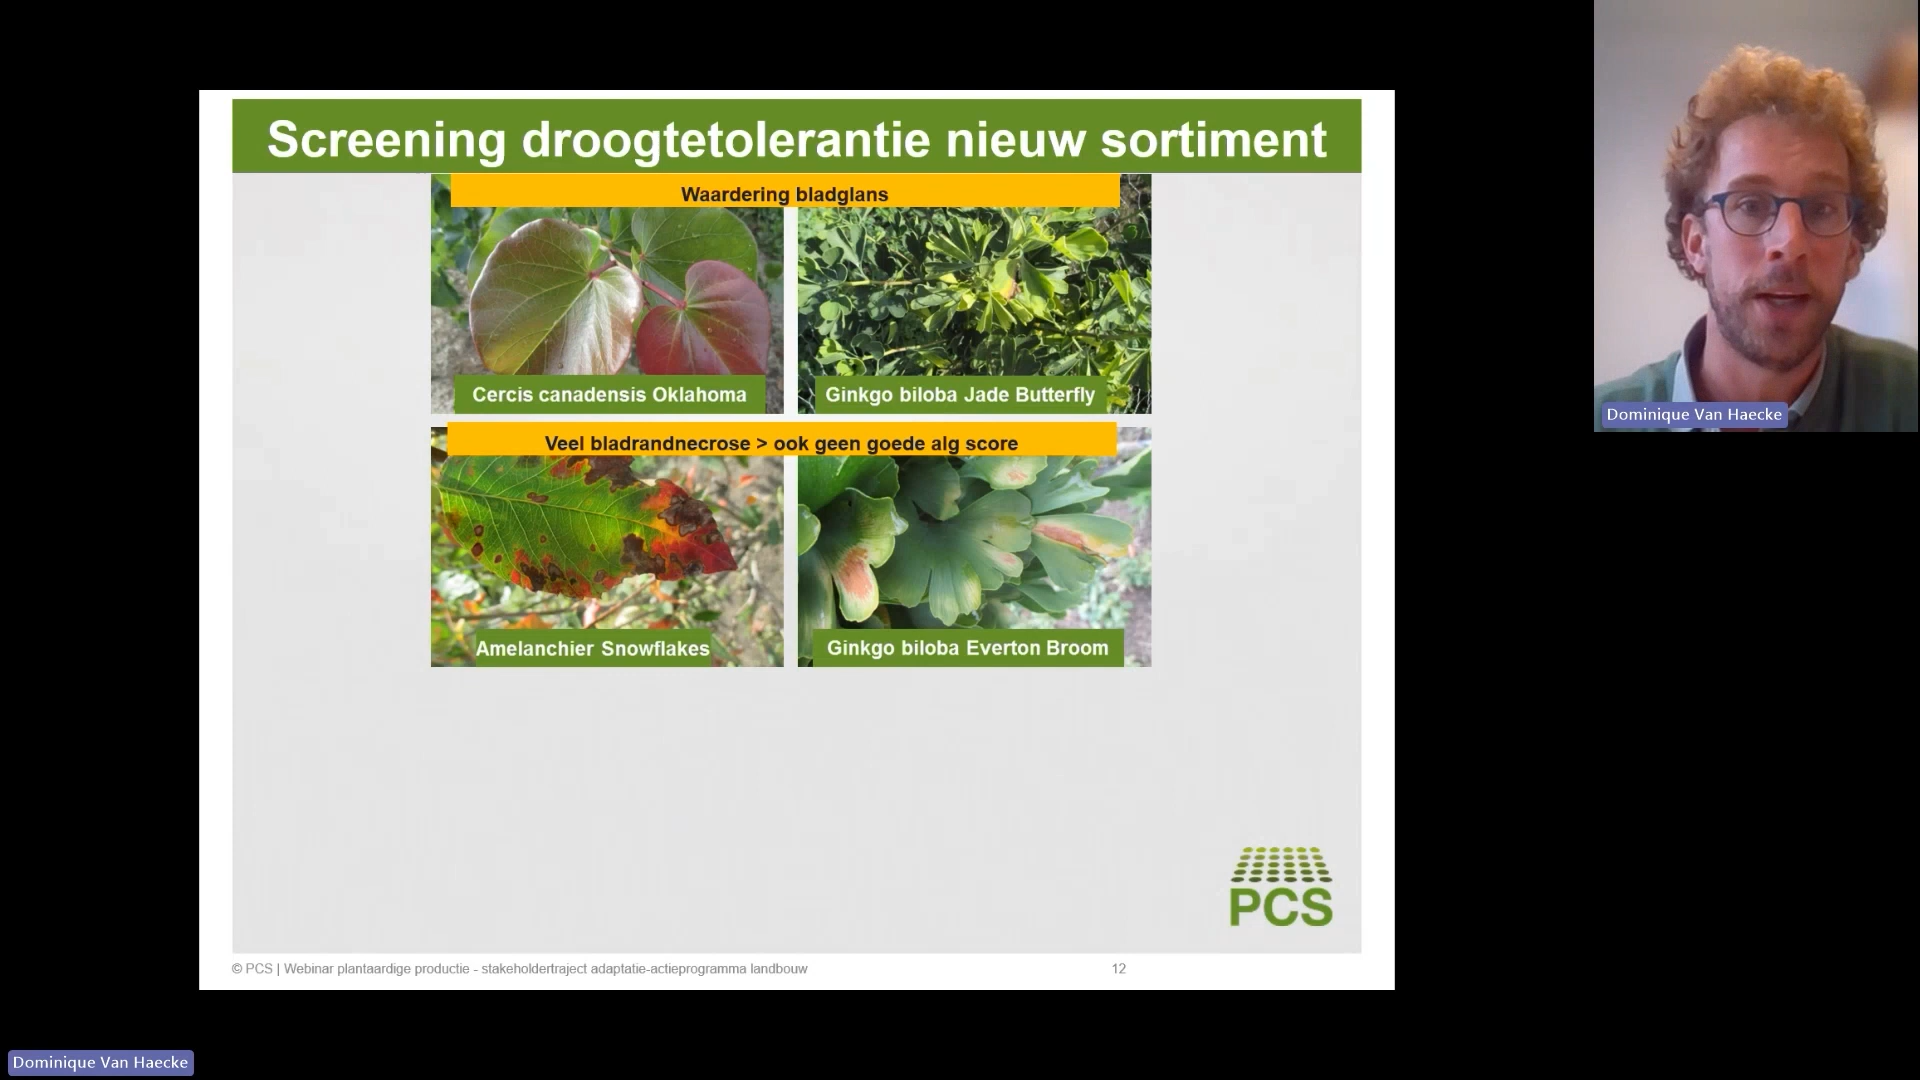 Screening droogtetolerantie nieuw sortiment
Waardering bladglans
Cercis canadensis Oklahoma
Ginkgo biloba Jade Butterfly
Veel bladrandnecrose > ook geen goede alg score
Amelanchier Snowflakes
Ginkgo biloba Everton Broom
PCS
© PCS | Webinar plantaardige productie - stakeholdertraject adaptatie-actieprogramma landbouw
12
Dominique Van Haecke
Dominique Van Haecke